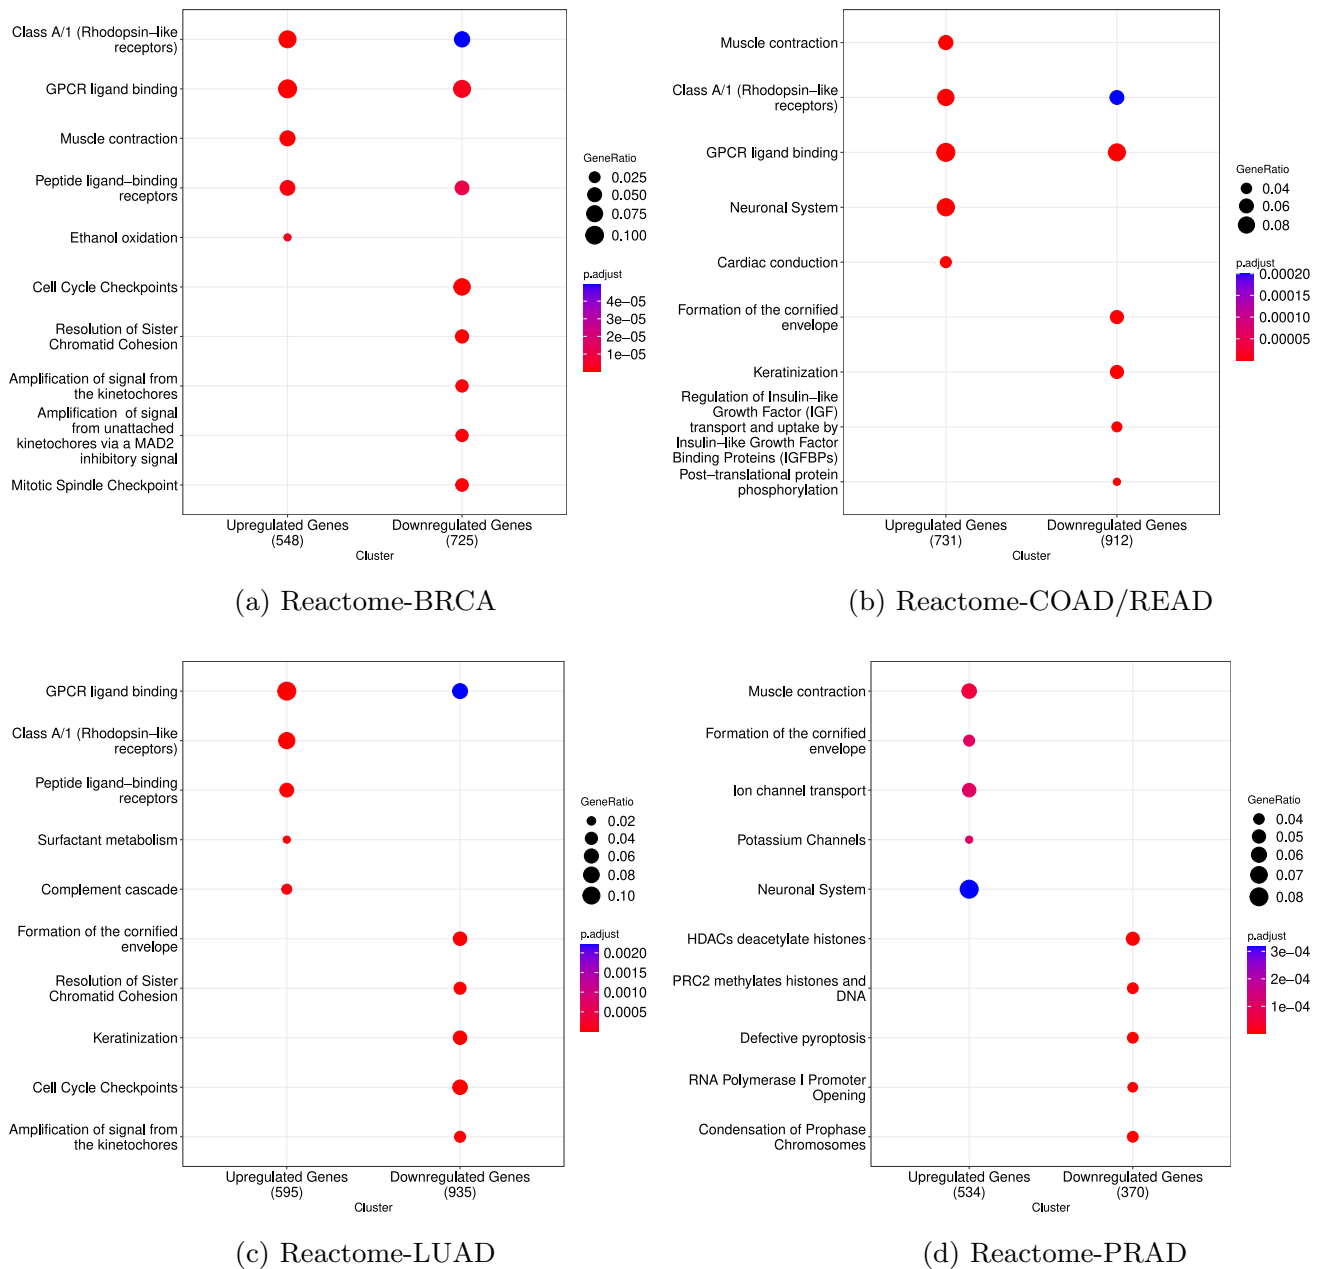 Class A/1 (Rhodopsin−like
receptors)
GPCR ligand binding
Muscle contraction
Peptide ligand−binding
receptors
Ethanol oxidation
Cell Cycle Checkpoints
Resolution of Sister
Chromatid Cohesion
Amplification of signal from
the kinetochores
Amplification of signal
from unattached
kinetochores via a MAD2
inhibitory signal
Mitotic Spindle Checkpoint
Upregulated Genes
(548)
Downregulated Genes
(725)
Cluster
GeneRatio
0.025
0.050
0.075
0.100
p.adjust
4e−05
3e−05
2e−05
1e−05
(a) Reactome-BRCA
Muscle contraction
Class A/1 (Rhodopsin−like
receptors)
GPCR ligand binding
Neuronal System
Cardiac conduction
Formation of the cornified
envelope
Keratinization
Regulation of Insulin−like
Growth Factor (IGF)
transport and uptake by
Insulin−like Growth Factor
Binding Proteins (IGFBPs)
Post−translational protein
phosphorylation
Upregulated Genes
(731)
Downregulated Genes
(912)
Cluster
GeneRatio
0.04
0.06
0.08
p.adjust
0.00020
0.00015
0.00010
0.00005
(b) Reactome-COAD/READ
GPCR ligand binding
Class A/1 (Rhodopsin−like
receptors)
Peptide ligand−binding
receptors
Surfactant metabolism
Complement cascade
Formation of the cornified
envelope
Resolution of Sister
Chromatid Cohesion
Keratinization
Cell Cycle Checkpoints
Amplification of signal from
the kinetochores
Upregulated Genes
(595)
Downregulated Genes
(935)
Cluster
GeneRatio
0.02
0.04
0.06
0.08
0.10
p.adjust
0.0020
0.0015
0.0010
0.0005
(c) Reactome-LUAD
Muscle contraction
Formation of the cornified
envelope
Ion channel transport
Potassium Channels
Neuronal System
HDACs deacetylate histones
PRC2 methylates histones and
DNA
Defective pyroptosis
RNA Polymerase I Promoter
Opening
Condensation of Prophase
Chromosomes
Upregulated Genes
(534)
Downregulated Genes
(370)
Cluster
GeneRatio
0.04
0.05
0.06
0.07
0.08
p.adjust
3e−04
2e−04
1e−04
(d) Reactome-PRAD